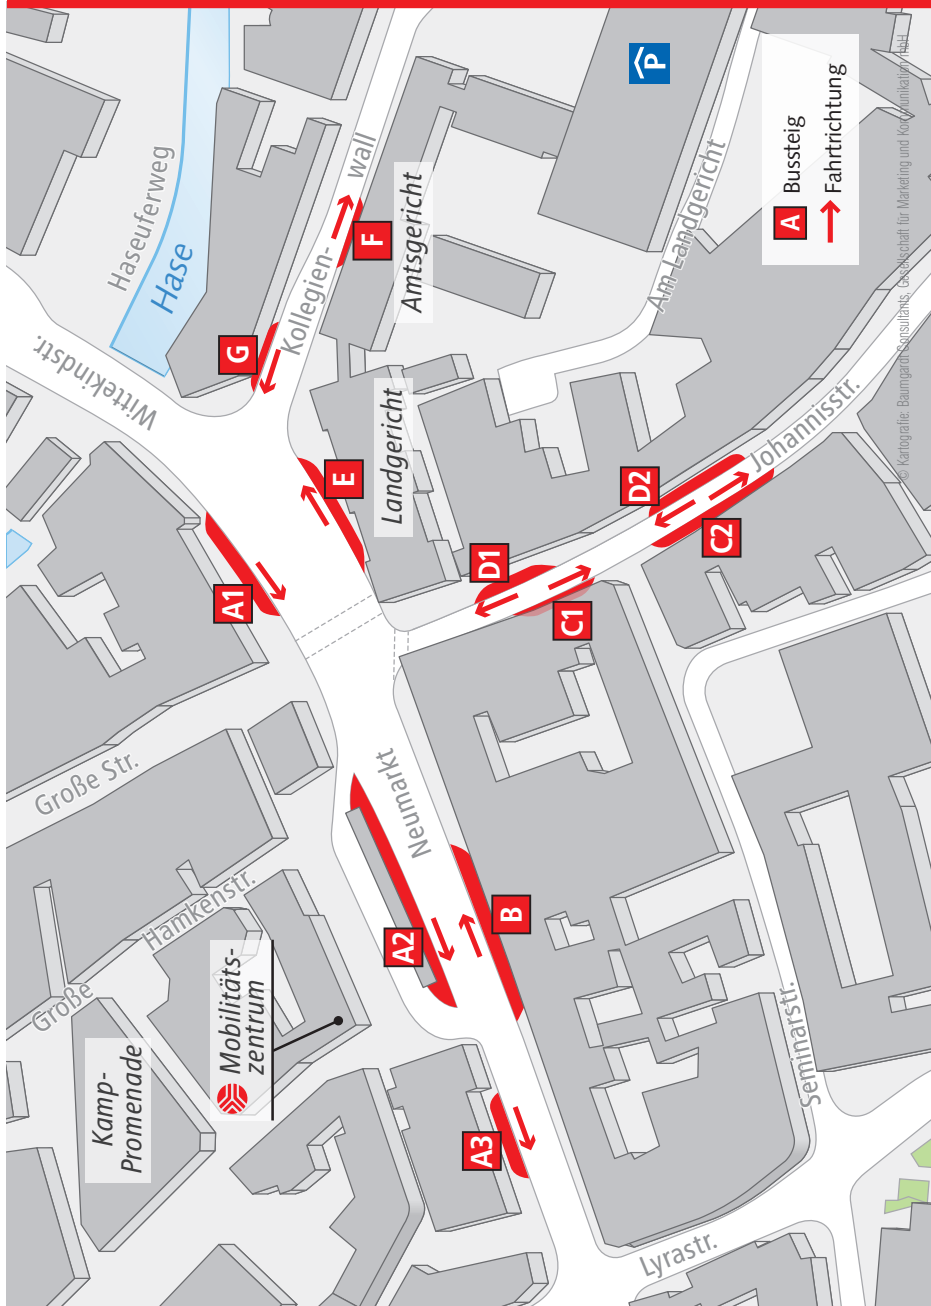 Wittekindstr.
Haseuferweg
Hase
Kollegien-
wall
G
F
Amtsgericht
P
Am Landgericht
A Bussteig
Fahrtrichtung
© Kartografie: Baumgardt Consultants, Gesellschaft für Marketing und Kommunikation mbH
Landgericht
E
A1
D1
C1
D2
C2
Johannisstr.
Große Str.
Neumarkt
Große
Hamkenstr.
A2
B
Mobilitäts-
zentrum
Kamp-
Promenade
A3
Seminarstr.
Lyrastr.